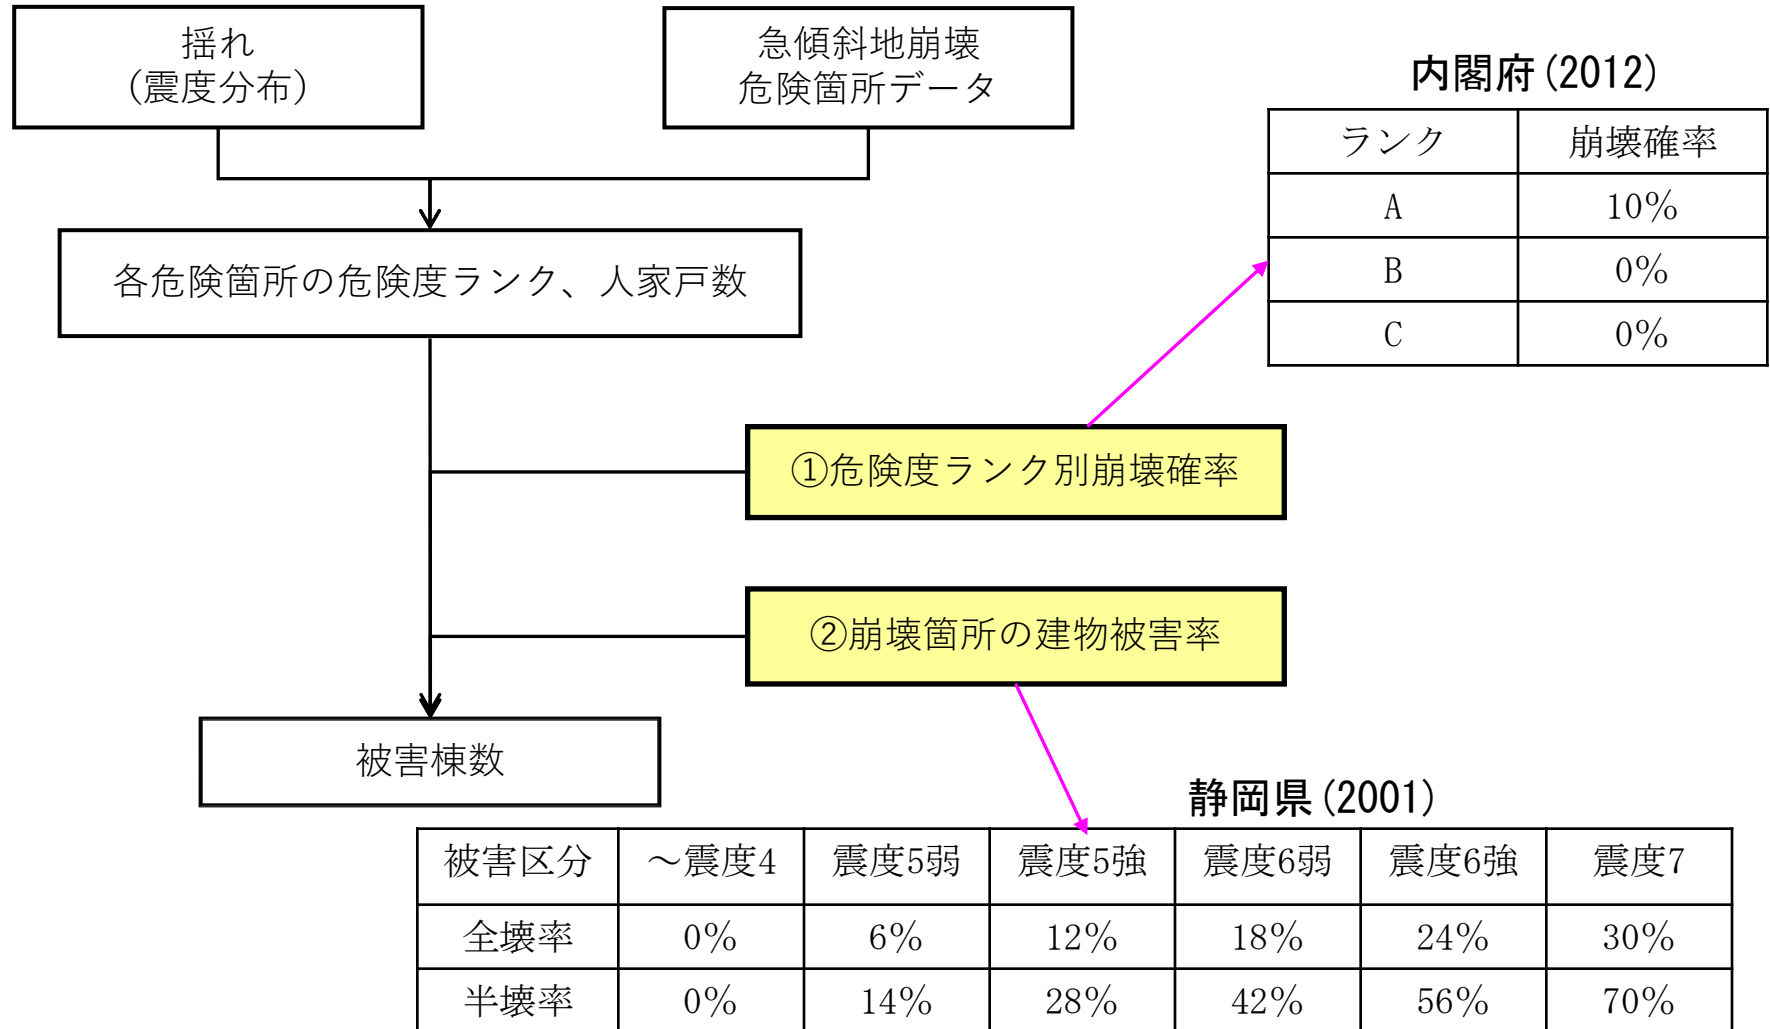 揺れ
(震度分布)
急傾斜地崩壊
危険箇所データ
内閣府(2012)
ランク 崩壊確率
A 10%
B 0%
C 0%
各危険箇所の危険度ランク、人家戸数
①危険度ランク別崩壊確率
②崩壊箇所の建物被害率
被害棟数
静岡県(2001)
被害区分 ～震度4 震度5弱 震度5強 震度6弱 震度6強 震度7
全壊率 0% 6% 12% 18% 24% 30%
半壊率 0% 14% 28% 42% 56% 70%